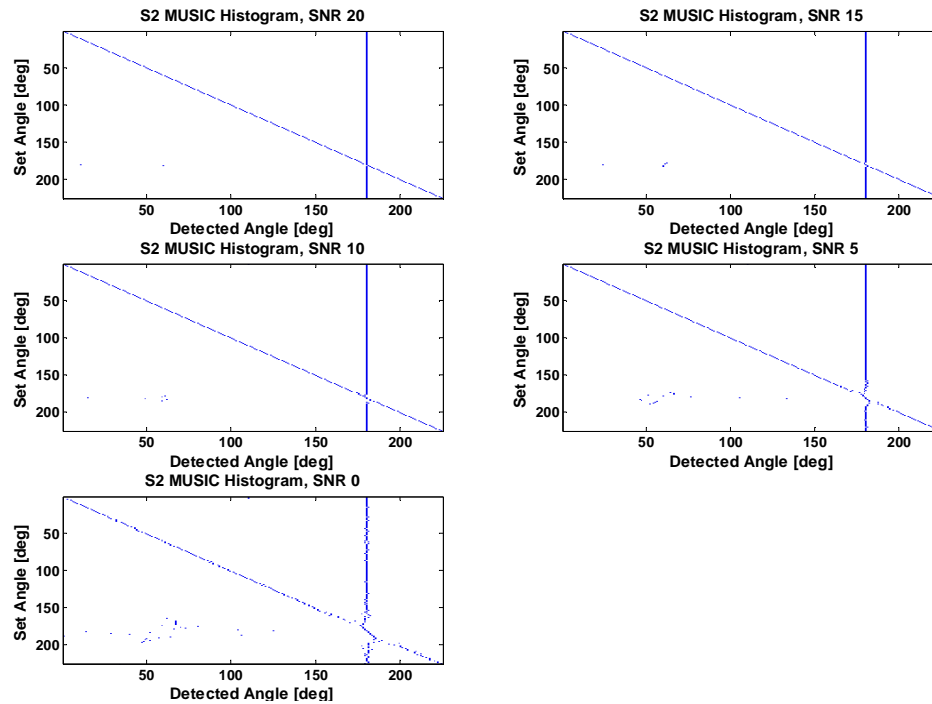 S2 MUSIC Histogram, SNR 20
Set Angle [deg]
50
100
150
200
50 100 150 200
Detected Angle [deg]
S2 MUSIC Histogram, SNR 15
Set Angle [deg]
50
100
150
200
50 100 150 200
Detected Angle [deg]
S2 MUSIC Histogram, SNR 10
Set Angle [deg]
50
100
150
200
50 100 150 200
Detected Angle [deg]
S2 MUSIC Histogram, SNR 5
Set Angle [deg]
50
100
150
200
50 100 150 200
Detected Angle [deg]
S2 MUSIC Histogram, SNR 0
Set Angle [deg]
50
100
150
200
50 100 150 200
Detected Angle [deg]